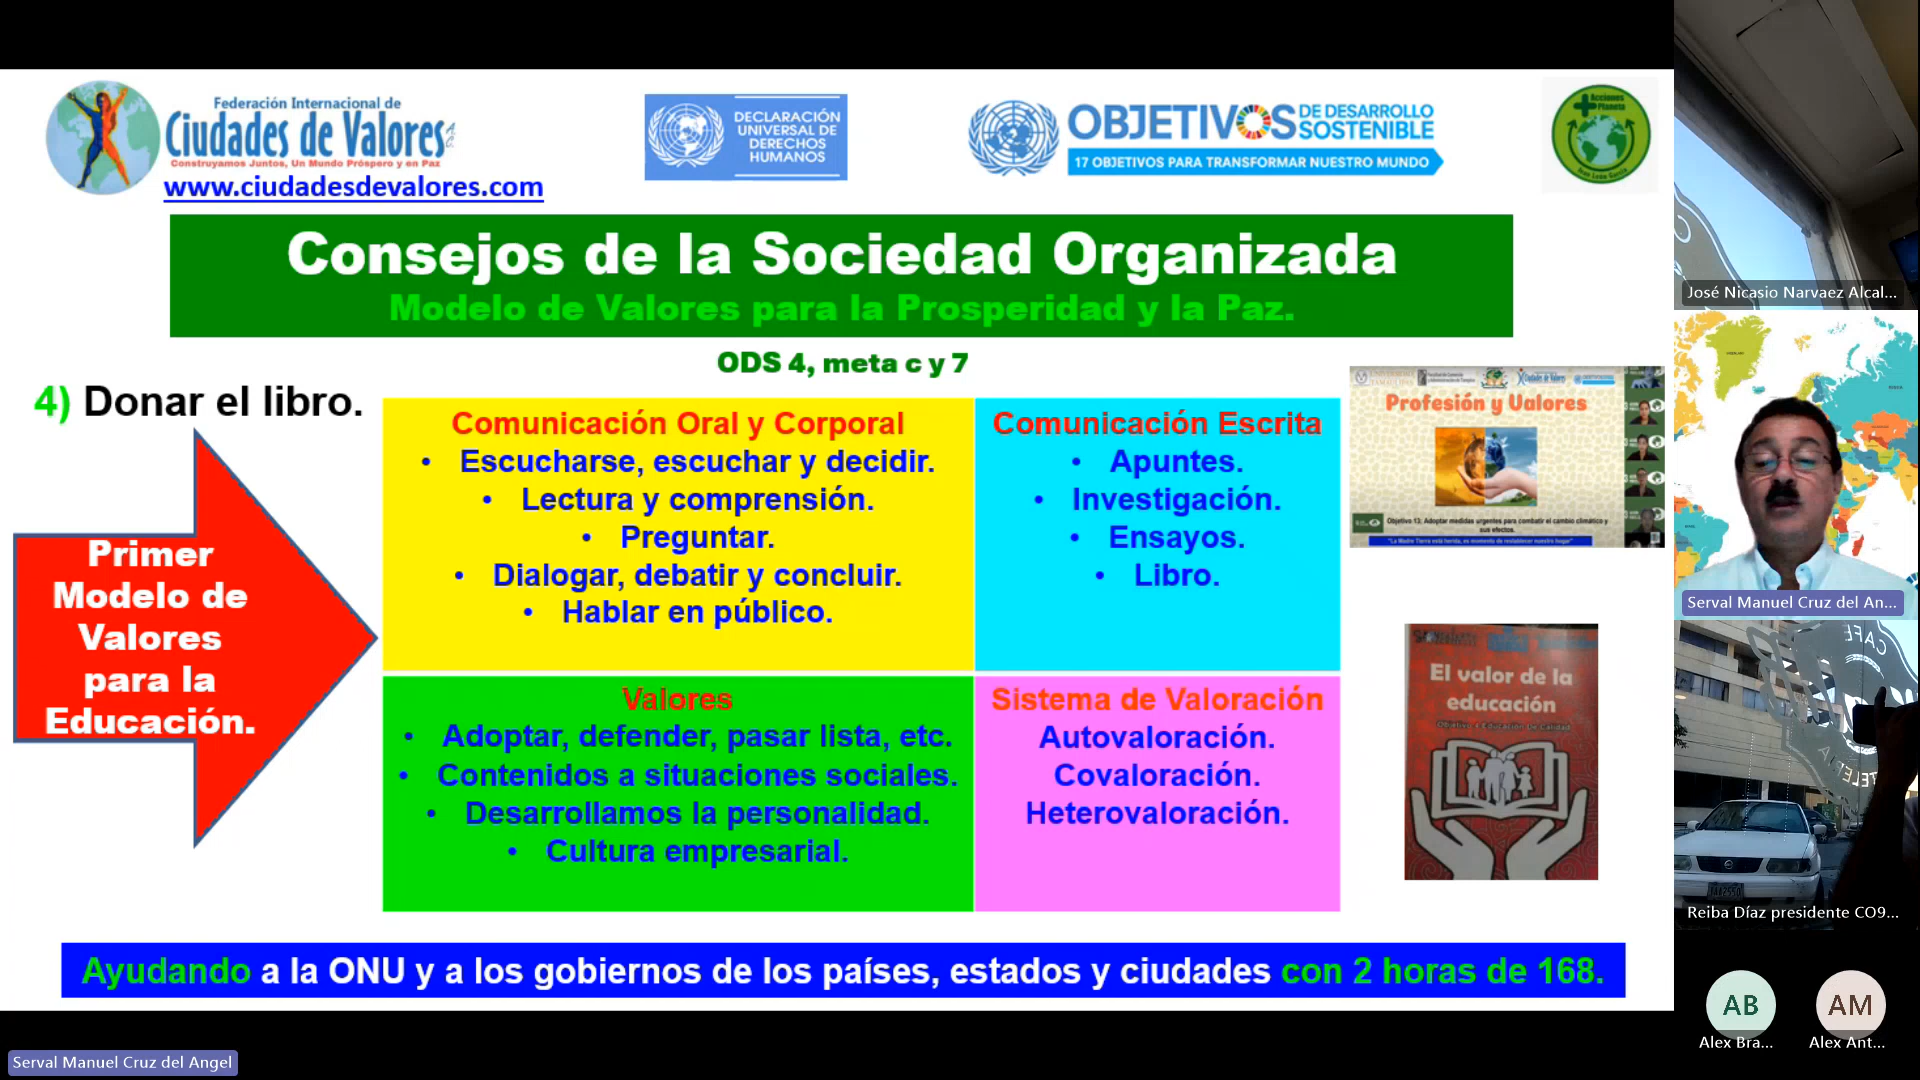 Federación Internacional de
Ciudades de Valores A.C.
Construyamos Juntos, Un Mundo Próspero y en Paz
www.ciudadesdevalores.com
DECLARACIÓN
UNIVERSAL DE
DERECHOS
HUMANOS
OBJETIVOS DE DESARROLLO
SOSTENIBLE
17 OBJETIVOS PARA TRANSFORMAR NUESTRO MUNDO
Acciones
Planeta
Consejos de la Sociedad Organizada
Modelo de Valores para la Prosperidad y la Paz.
ODS 4, meta c y 7
4) Donar el libro.
Primer
Modelo de
Valores
para la
Educación.
Comunicación Oral y Corporal
• Escucharse, escuchar y decidir.
• Lectura y comprensión.
• Preguntar.
• Dialogar, debatir y concluir.
• Hablar en público.
Comunicación Escrita
• Apuntes.
• Investigación.
• Ensayos.
• Libro.
Valores
• Adoptar, defender, pasar lista, etc.
• Contenidos a situaciones sociales.
• Desarrollamos la personalidad.
• Cultura empresarial.
Sistema de Valoración
Autovaloración.
Covaloración.
Heterovaloración.
Profesión y Valores
Objetivo 13: Adoptar medidas urgentes para combatir el cambio climático y
sus efectos.
"La Madre Tierra está herida, es momento de restablecer nuestro hogar"
El valor de la
educación
Objetivo 4 Educación De Calidad
Ayudando a la ONU y a los gobiernos de los países, estados y ciudades con 2 horas de 168.
José Nicasio Narvaez Alcal...
Serval Manuel Cruz del An...
CAFE
Reiba Díaz presidente CO9...
AB
Alex Bra...
AM
Alex Ant...
Serval Manuel Cruz del Angel